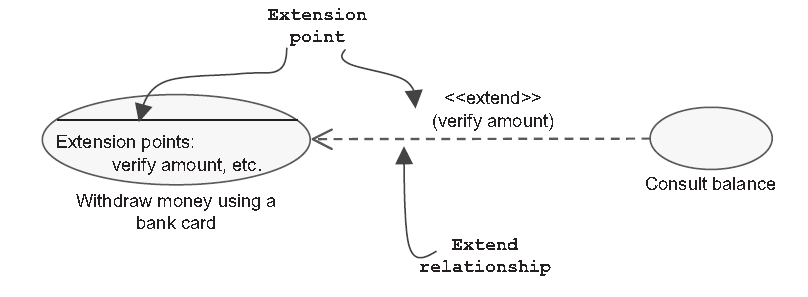 Extension
point
<<extend>>
(verify amount)
Extension points:
verify amount, etc.
Withdraw money using a
bank card
Consult balance
Extend
relationship